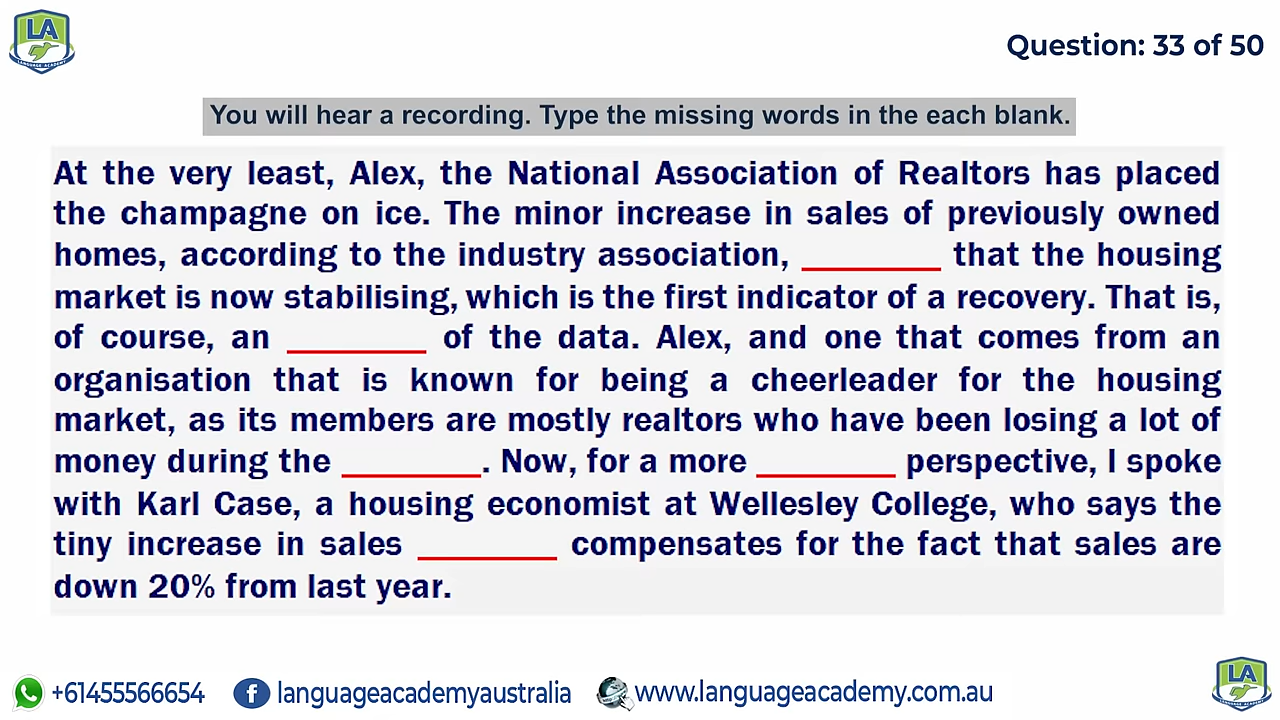 LA
LANGUAGE ACADEMY
Question: 33 of 50
You will hear a recording. Type the missing words in the each blank.
At the very least, Alex, the National Association of Realtors has placed
the champagne on ice. The minor increase in sales of previously owned
homes, according to the industry association, ________ that the housing
market is now stabilising, which is the first indicator of a recovery. That is,
of course, an ________ of the data. Alex, and one that comes from an
organisation that is known for being a cheerleader for the housing
market, as its members are mostly realtors who have been losing a lot of
money during the ________. Now, for a more ________ perspective, I spoke
with Karl Case, a housing economist at Wellesley College, who says the
tiny increase in sales ________ compensates for the fact that sales are
down 20% from last year.
+61455566654
languageacademyaustralia
www.languageacademy.com.au
LA
LANGUAGE ACADEMY